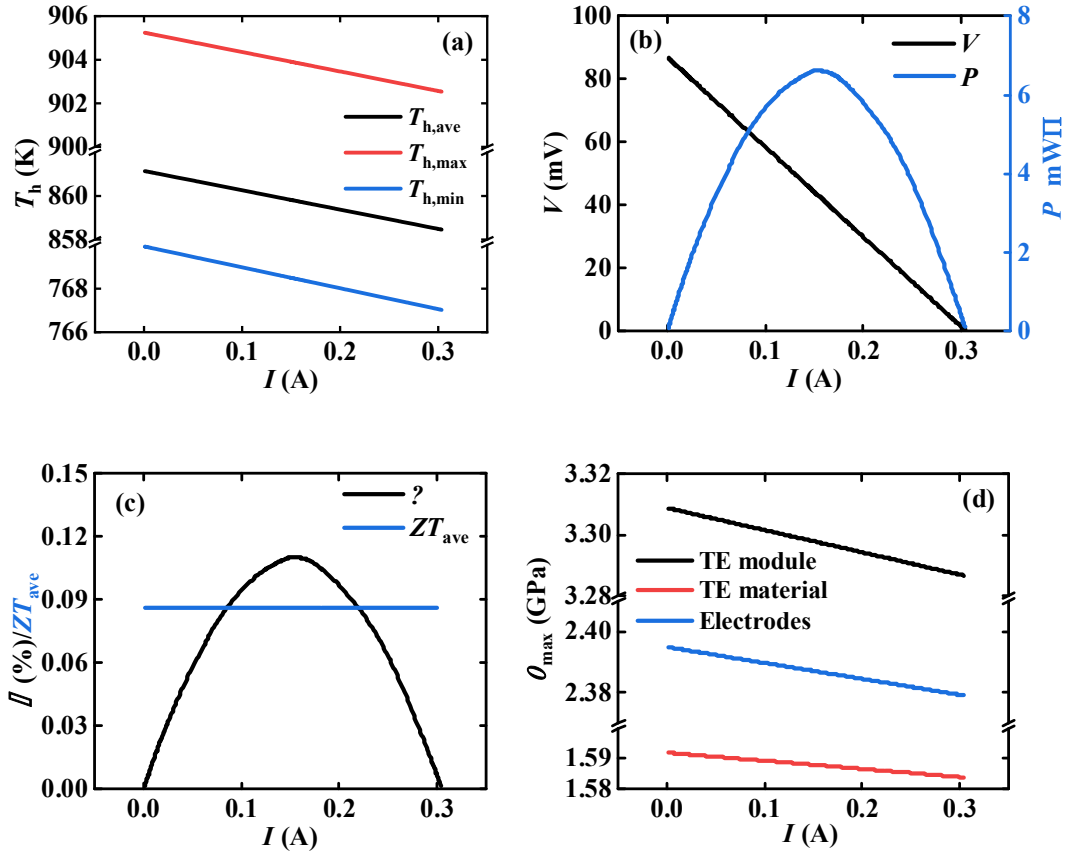 (a)
906
904
902
900
860
858
768
766
T_h (K)
T_h,ave
T_h,max
T_h,min
0.0 0.1 0.2 0.3
I (A)
(b)
100
80
60
40
20
0
V (mV)
V
P
8
6
4
2
0
P mWΠ
0.0 0.1 0.2 0.3
I (A)
(c)
0.15
0.12
0.09
0.06
0.03
0.00
(%)/ZT_ave
?
ZT_ave
0.0 0.1 0.2 0.3
I (A)
(d)
3.32
3.30
3.28
2.40
2.38
1.59
1.58
max (GPa)
TE module
TE material
Electrodes
0.0 0.1 0.2 0.3
I (A)